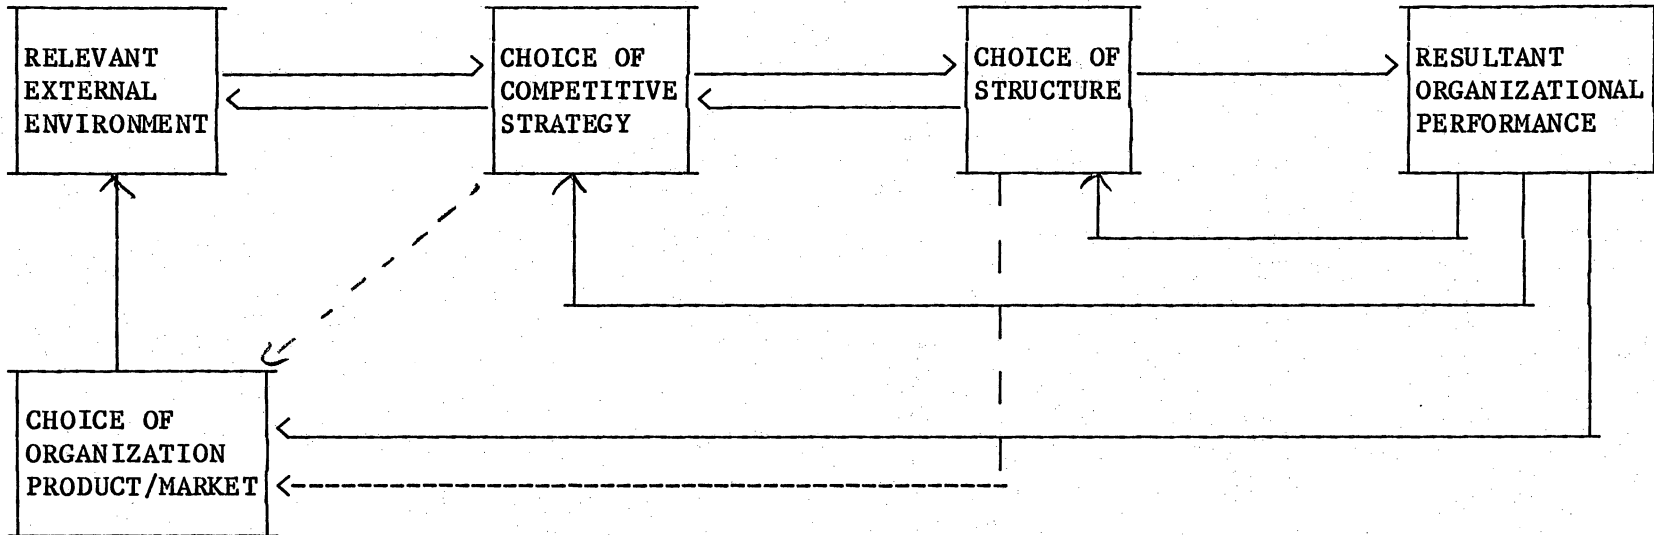 RELEVANT
EXTERNAL
ENVIRONMENT
CHOICE OF
COMPETITIVE
STRATEGY
CHOICE OF
STRUCTURE
RESULTANT
ORGANIZATIONAL
PERFORMANCE
CHOICE OF
ORGANIZATION
PRODUCT/MARKET